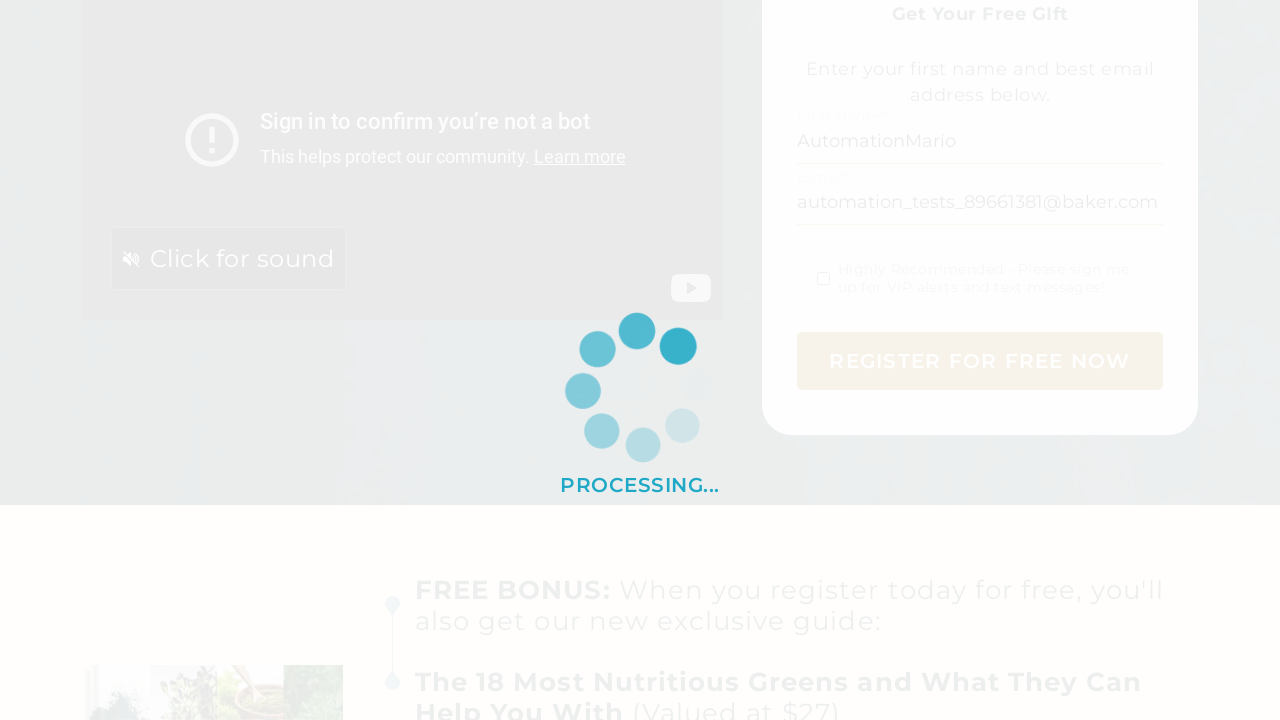 Get Your Free GIft
Enter your first name and best email
address below.
AutomationMario
automation_tests_89661381@baker.com
Highly Recommended - Please sign me
up for VIP alerts and text messages!
REGISTER FOR FREE NOW
Sign in to confirm you're not a bot
This helps protect our community. Learn more
Click for sound
PROCESSING...
FREE BONUS: When you register today for free, you'll
also get our new exclusive guide:
The 18 Most Nutritious Greens and What They Can
Help You With (Valued at $27)